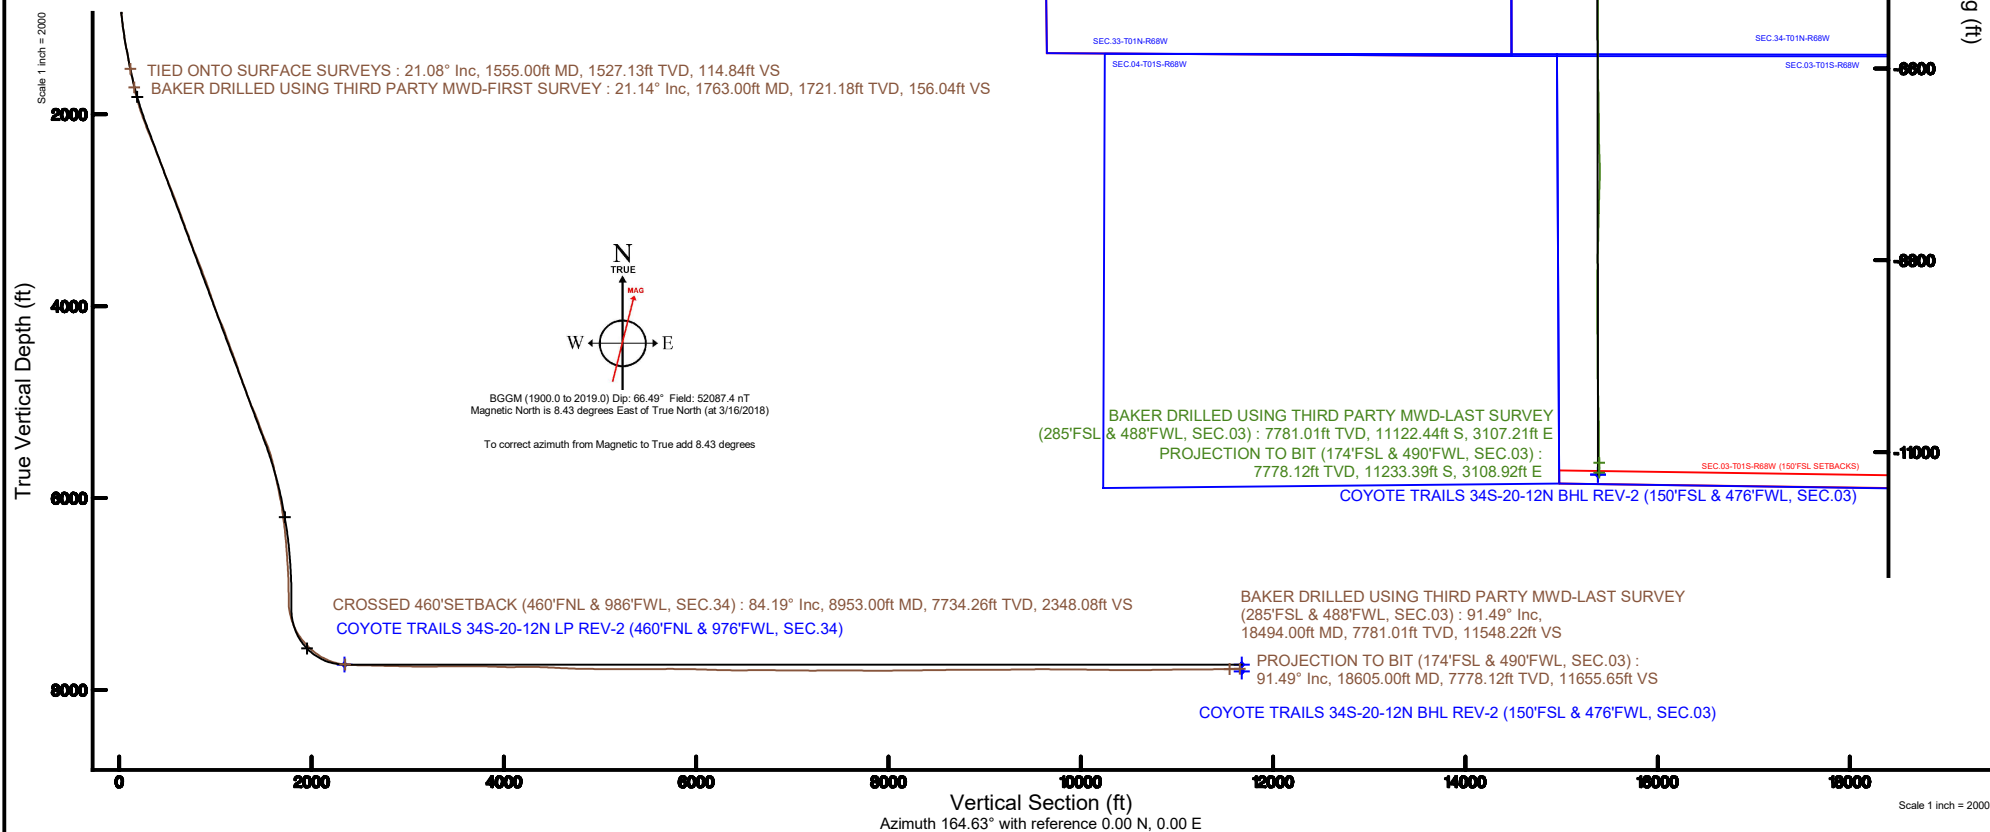 Scale 1 inch = 2000
g (ft)
SEC.33-T01N-R68W
SEC.34-T01N-R68W
SEC.04-T01S-R68W
SEC.03-T01S-R68W
TIED ONTO SURFACE SURVEYS : 21.08° Inc, 1555.00ft MD, 1527.13ft TVD, 114.84ft VS
BAKER DRILLED USING THIRD PARTY MWD-FIRST SURVEY : 21.14° Inc, 1763.00ft MD, 1721.18ft TVD, 156.04ft VS
2000
4000
6000
8000
True Vertical Depth (ft)
N
TRUE
MAG
W
E
BGGM (1900.0 to 2019.0) Dip: 66.49° Field: 52087.4 nT
Magnetic North is 8.43 degrees East of True North (at 3/16/2018)
To correct azimuth from Magnetic to True add 8.43 degrees
-11000
BAKER DRILLED USING THIRD PARTY MWD-LAST SURVEY
(285'FSL & 488'FWL, SEC.03) : 7781.01ft TVD, 11122.44ft S, 3107.21ft E
PROJECTION TO BIT (174'FSL & 490'FWL, SEC.03) :
7778.12ft TVD, 11233.39ft S, 3108.92ft E
SEC.03-T01S-R68W (150'FSL SETBACKS)
COYOTE TRAILS 34S-20-12N BHL REV-2 (150'FSL & 476'FWL, SEC.03)
CROSSED 460'SETBACK (460'FNL & 986'FWL, SEC.34) : 84.19° Inc, 8953.00ft MD, 7734.26ft TVD, 2348.08ft VS
COYOTE TRAILS 34S-20-12N LP REV-2 (460'FNL & 976'FWL, SEC.34)
BAKER DRILLED USING THIRD PARTY MWD-LAST SURVEY
(285'FSL & 488'FWL, SEC.03) : 91.49° Inc,
18494.00ft MD, 7781.01ft TVD, 11548.22ft VS
PROJECTION TO BIT (174'FSL & 490'FWL, SEC.03) :
91.49° Inc, 18605.00ft MD, 7778.12ft TVD, 11655.65ft VS
COYOTE TRAILS 34S-20-12N BHL REV-2 (150'FSL & 476'FWL, SEC.03)
0 2000 4000 6000 8000 10000 12000 14000 16000 18000
Vertical Section (ft)
Azimuth 164.63° with reference 0.00 N, 0.00 E
Scale 1 inch = 2000